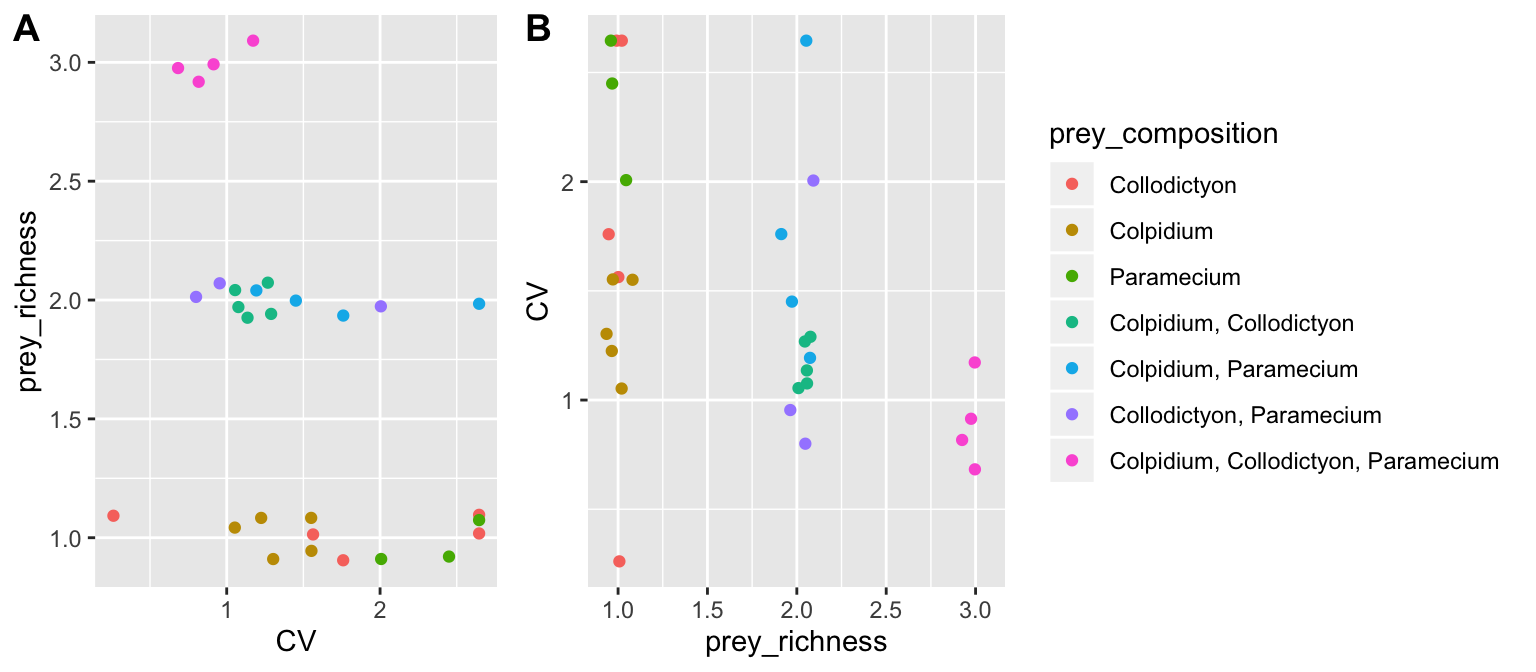 A
3.0
2.5
2.0
1.5
1.0
prey_richness
1
2
CV
B
2
1
CV
1.0
1.5
2.0
2.5
3.0
prey_richness
prey_composition
Collodictyon
Colpidium
Paramecium
Colpidium, Collodictyon
Colpidium, Paramecium
Collodictyon, Paramecium
Colpidium, Collodictyon, Paramecium